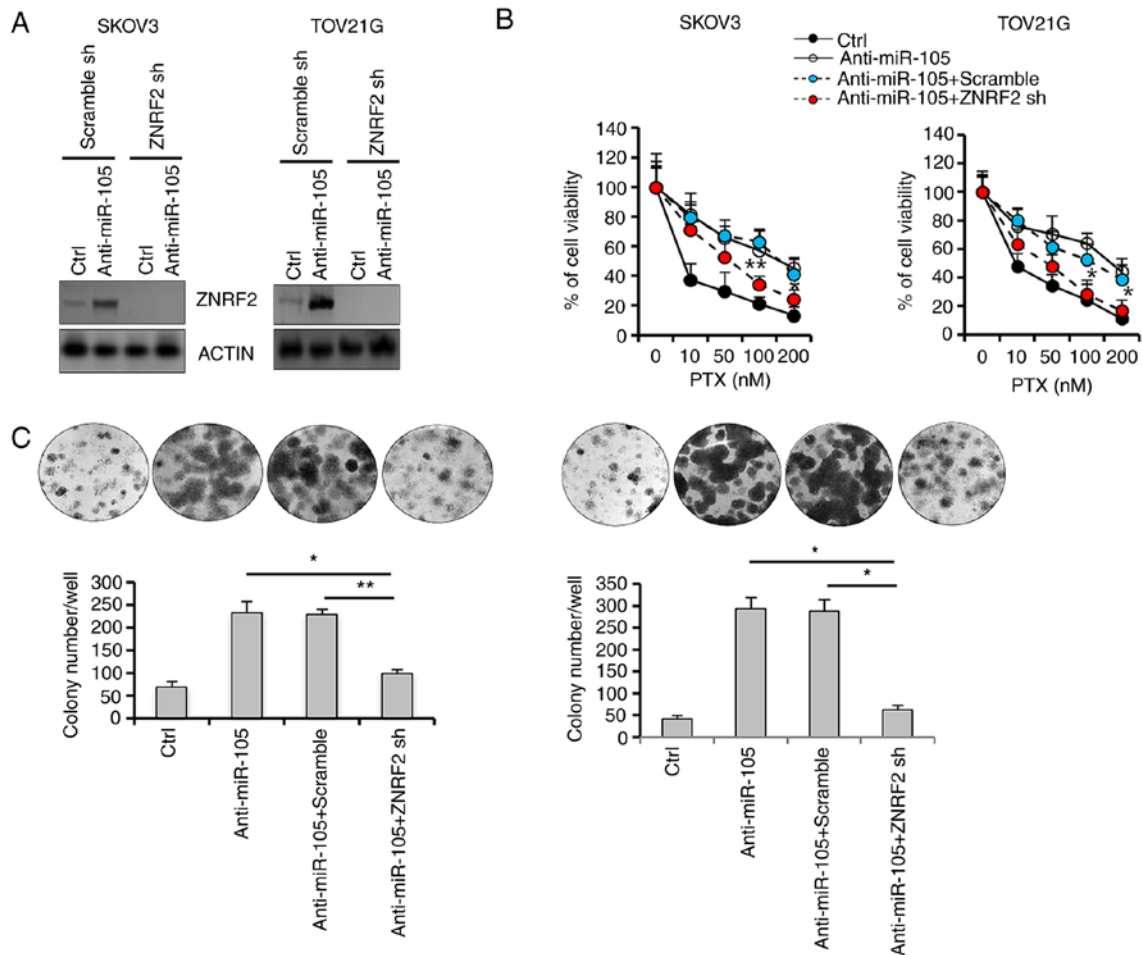 A
SKOV3
TOV21G
Scramble sh
ZNRF2 sh
Scramble sh
ZNRF2 sh
Ctrl
Anti-miR-105
Ctrl
Anti-miR-105
Ctrl
Anti-miR-105
Ctrl
Anti-miR-105
ZNRF2
ACTIN
B
SKOV3
TOV21G
Ctrl
Anti-miR-105
Anti-miR-105+Scramble
Anti-miR-105+ZNRF2 sh
% of cell viability
140
120
100
80
60
40
20
0
**
*
0 10 50 100 200
PTX (nM)
% of cell viability
140
120
100
80
60
40
20
0
*
*
0 10 50 100 200
PTX (nM)
C
Colony number/well
300
250
200
150
100
50
0
*
**
Ctrl
Anti-miR-105
Anti-miR-105+Scramble
Anti-miR-105+ZNRF2 sh
Colony number/well
350
300
250
200
150
100
50
0
*
*
Ctrl
Anti-miR-105
Anti-miR-105+Scramble
Anti-miR-105+ZNRF2 sh